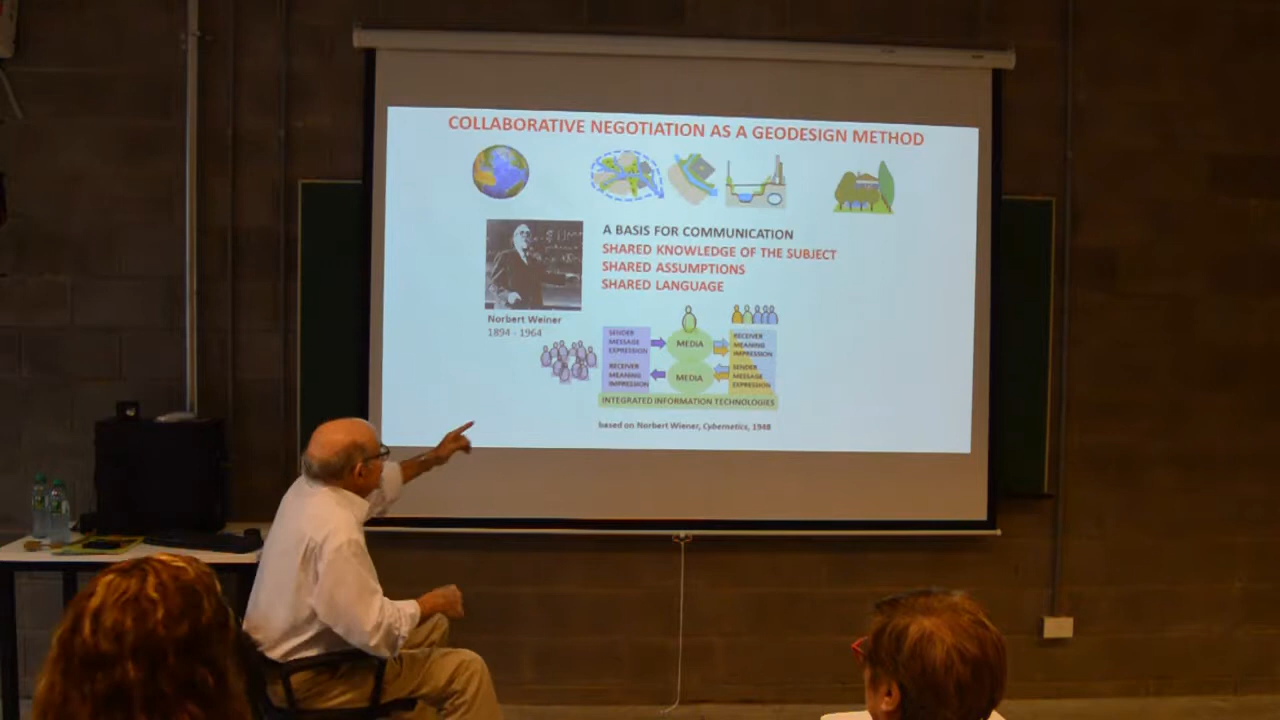 COLLABORATIVE NEGOTIATION AS A GEODESIGN METHOD
A BASIS FOR COMMUNICATION
SHARED KNOWLEDGE OF THE SUBJECT
SHARED ASSUMPTIONS
SHARED LANGUAGE
Norbert Weiner
1894 - 1964
SENDER
MESSAGE
EXPRESSION
MEDIA
RECEIVER
MEANING
IMPRESSION
RECEIVER
MEANING
IMPRESSION
MEDIA
SENDER
MESSAGE
EXPRESSION
INTEGRATED INFORMATION TECHNOLOGIES
based on Norbert Wiener, Cybernetics, 1948